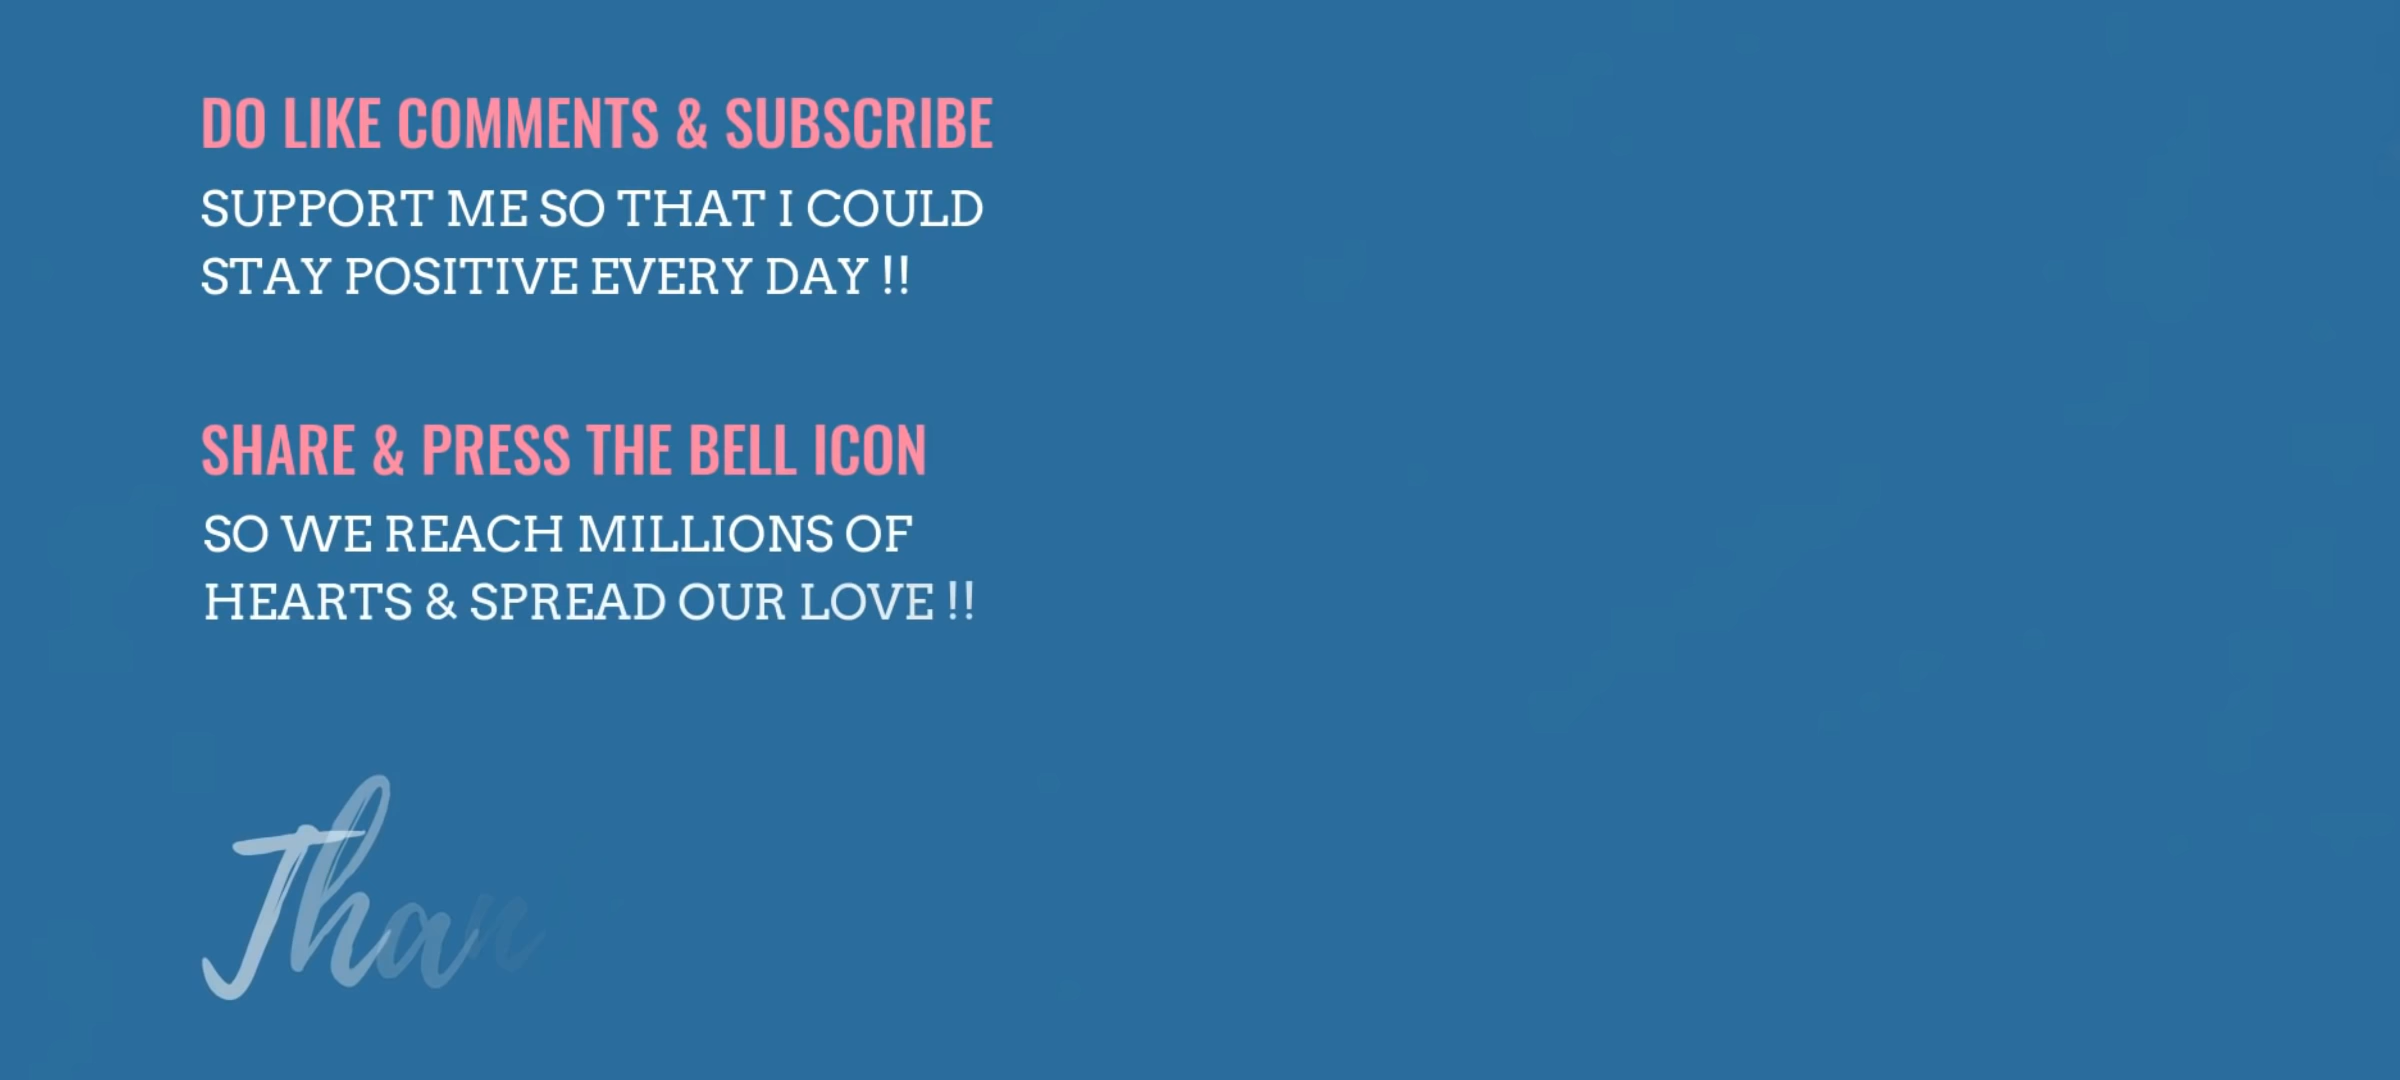 DO LIKE COMMENTS & SUBSCRIBE
SUPPORT ME SO THAT I COULD
STAY POSITIVE EVERY DAY !!
SHARE & PRESS THE BELL ICON
SO WE REACH MILLIONS OF
HEARTS & SPREAD OUR LOVE !!
Than